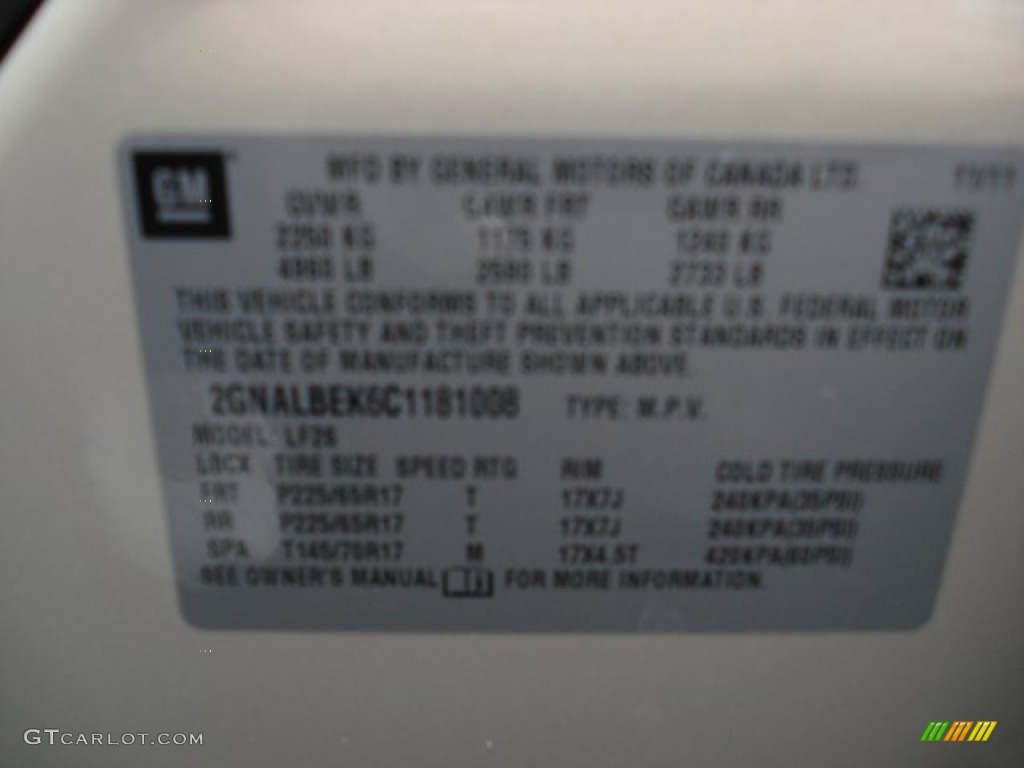 GM
MFD BY GENERAL MOTORS OF CANADA LTD.
GVWR GAWR FRT GAWR RR
2250 KG 1175 KG 1240 KG
4960 LB 2590 LB 2733 LB
THIS VEHICLE CONFORMS TO ALL APPLICABLE U.S. FEDERAL MOTOR
VEHICLE SAFETY AND THEFT PREVENTION STANDARDS IN EFFECT ON
THE DATE OF MANUFACTURE SHOWN ABOVE.
2GNALBEK6C1181008 TYPE: M.P.V.
MODEL: LF26
LOCK TIRE SIZE SPEED RTG RIM COLD TIRE PRESSURE
FRT P225/65R17 T 17X7J 240KPA(35PSI)
RR P225/65R17 T 17X7J 240KPA(35PSI)
SPA T145/70R17 M 17X4.5T 420KPA(60PSI)
SEE OWNER'S MANUAL FOR MORE INFORMATION.
GTCARLOT.COM